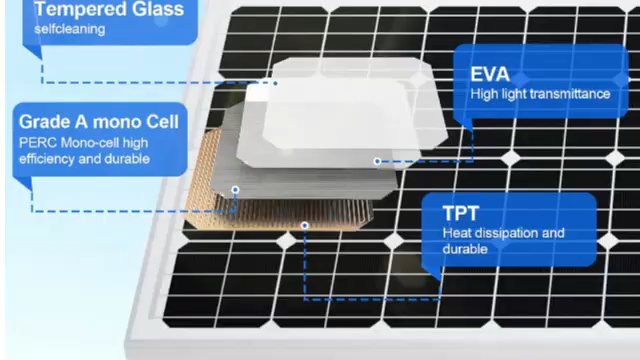 Tempered Glass
selfcleaning
EVA
High light transmittance
Grade A mono Cell
PERC Mono-cell high
efficiency and durable
TPT
Heat dissipation and
durable